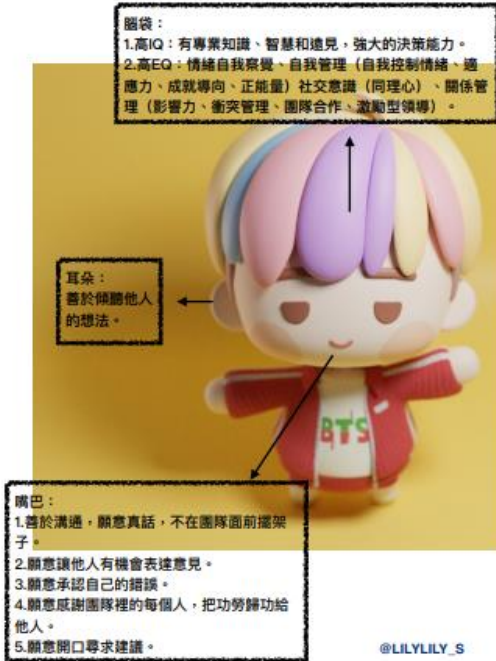 腦袋：
1.高IQ：有專業知識、智慧和遠見，強大的決策能力。
2.高EQ：情緒自我察覺、自我管理（自我控制情緒、適
應力、成就導向、正能量）社交意識（同理心）、關係管
理（影響力、衝突管理、團隊合作、激勵型領導）。
耳朵：
善於傾聽他人
的想法。
BTS
嘴巴：
1.善於溝通，願意真話，不在團隊面前擺架
子。
2.願意讓他人有機會表達意見。
3.願意承認自己的錯誤。
4.願意感謝團隊裡的每個人，把功勞歸功給
他人。
5.願意開口尋求建議。
@LILYLILY_S